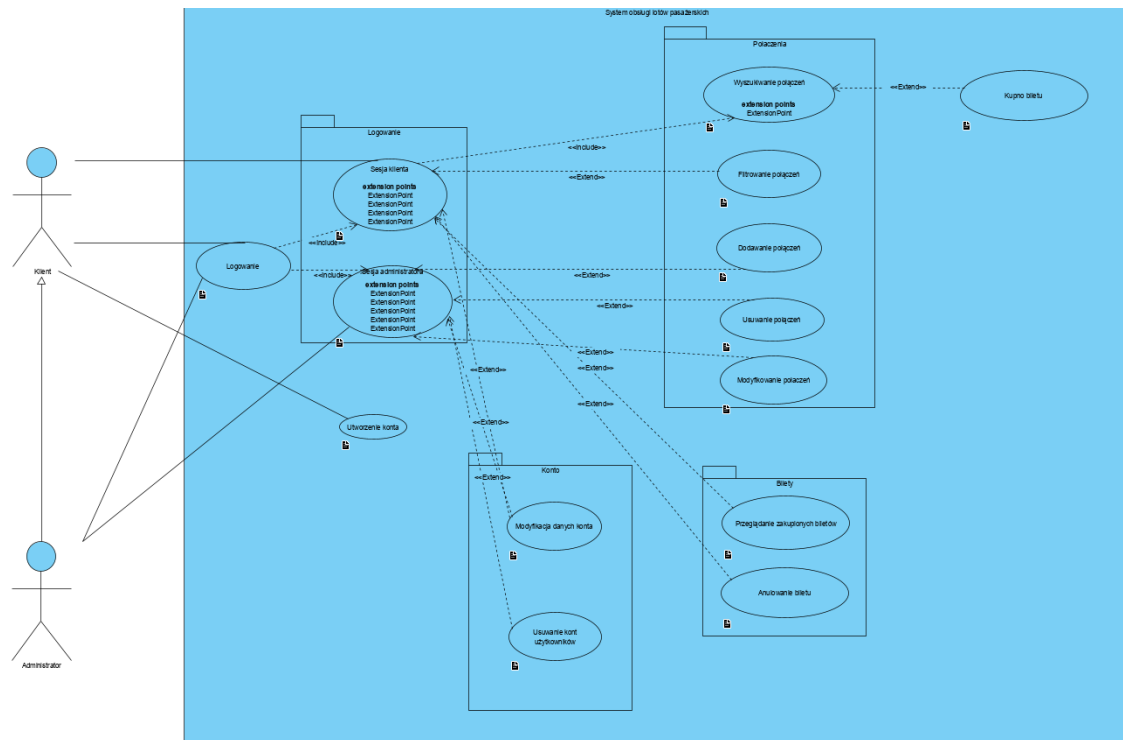 System obsługi lotów pasażerskich
Połaczenia
Wyszukiwanie połączeń
extension points
ExtensionPoint
<<Extend>>
Kupno biletu
Logowanie
<<Include>>
Sesja klienta
extension points
ExtensionPoint
ExtensionPoint
ExtensionPoint
ExtensionPoint
<<Extend>>
Filtrowanie połączeń
Klient
<<Include>>
Logowanie
Dodawanie połączeń
<<Include>>
Sesja administratora
extension points
ExtensionPoint
ExtensionPoint
ExtensionPoint
ExtensionPoint
ExtensionPoint
<<Extend>>
<<Extend>>
Usuwanie połączeń
<<Extend>>
<<Extend>>
<<Extend>>
Modyfikowanie połaczeń
<<Extend>>
<<Extend>>
Utworzenie konta
Konto
<<Extend>>
Bilety
Modyfikacja danych konta
Przeglądanie zakupionych biletów
Anulowanie biletu
Usuwanie kont
użytkowników
Administrator